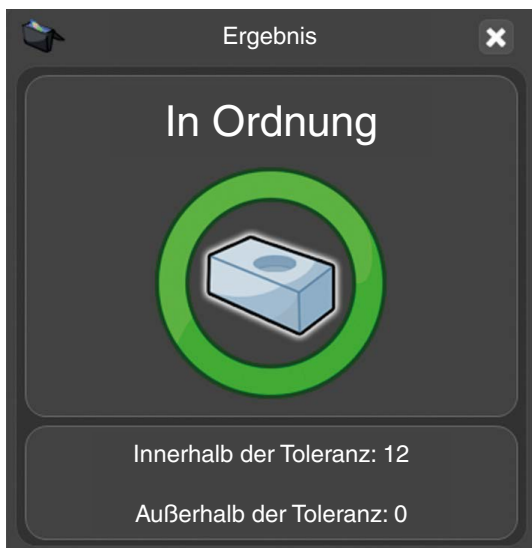 Ergebnis
In Ordnung
Innerhalb der Toleranz: 12
Außerhalb der Toleranz: 0